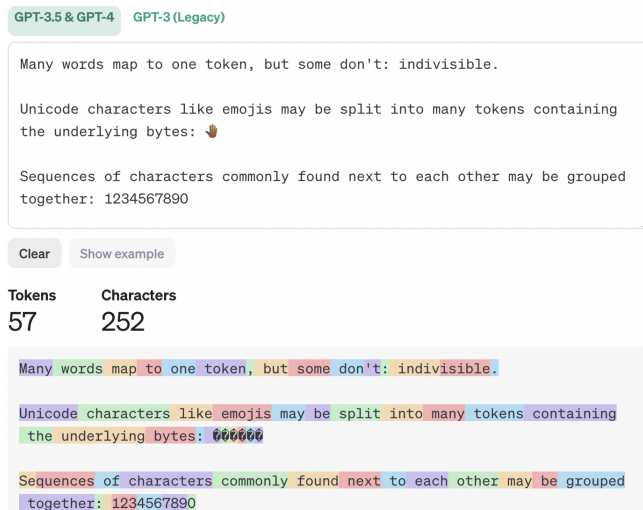 GPT-3.5 & GPT-4 GPT-3 (Legacy)
Many words map to one token, but some don't: indivisible.
Unicode characters like emojis may be split into many tokens containing
the underlying bytes: 🤚🏾
Sequences of characters commonly found next to each other may be grouped
together: 1234567890
Clear Show example
Tokens Characters
57 252
Many words map to one token, but some don't: indivisible.
Unicode characters like emojis may be split into many tokens containing
the underlying bytes: ������
Sequences of characters commonly found next to each other may be grouped
together: 1234567890